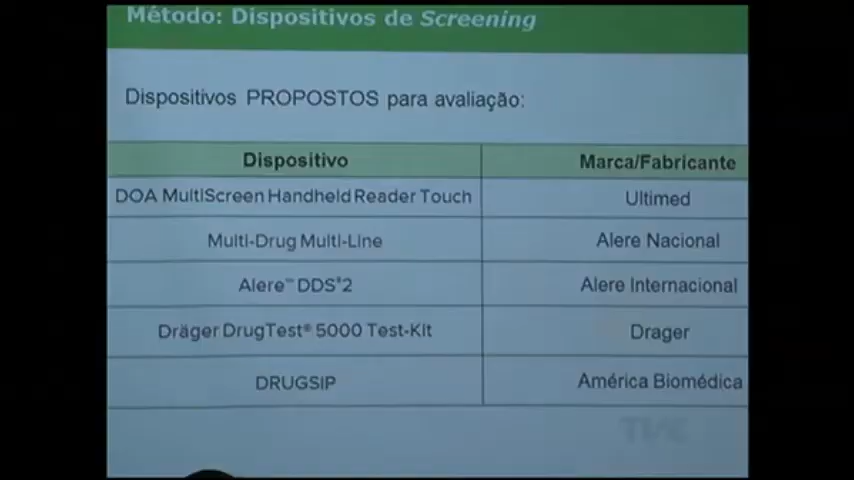 Método: Dispositivos de Screening
Dispositivos PROPOSTOS para avaliação:
Dispositivo Marca/Fabricante
DOA MultiScreen Handheld Reader Touch Ultimed
Multi-Drug Multi-Line Alere Nacional
Alere™ DDS®2 Alere Internacional
Dräger DrugTest® 5000 Test-Kit Drager
DRUGSIP América Biomédica
TVE